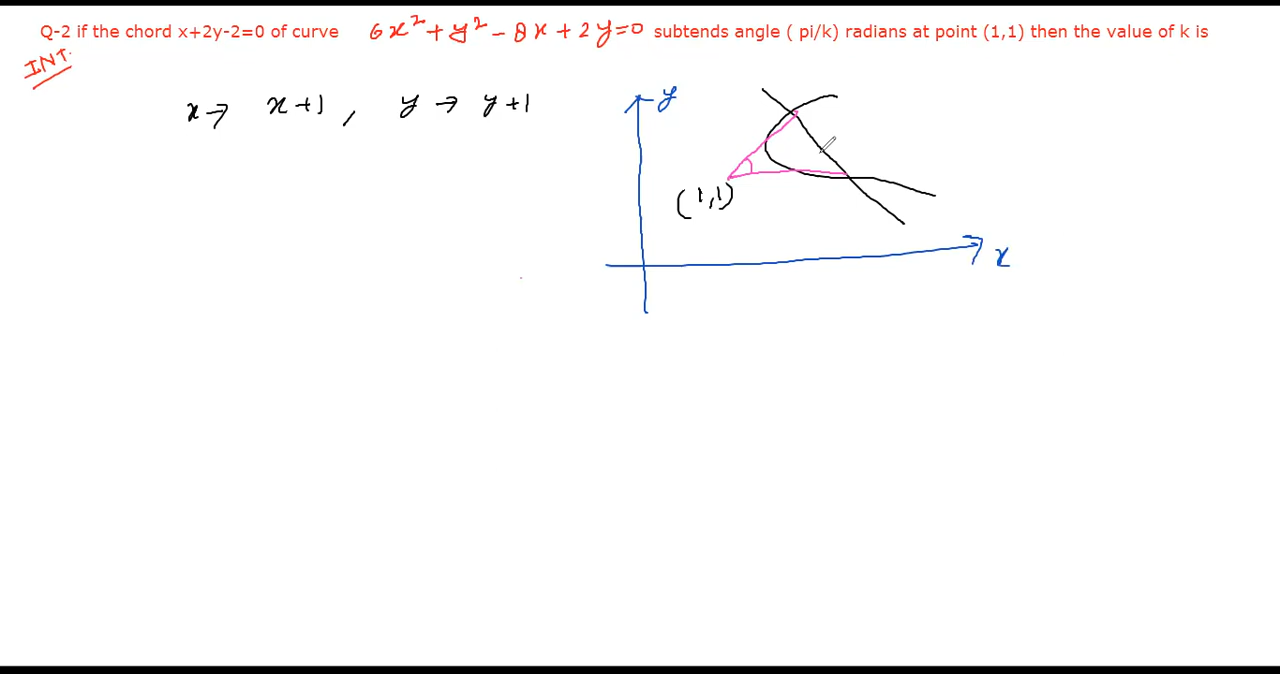 Q-2 if the chord x+2y-2=0 of curve 6x²+y²-8x+2y=0 subtends angle ( pi/k) radians at point (1,1) then the value of k is
INT.
x→ x+1, y→ y+1
y
(1,1)
x